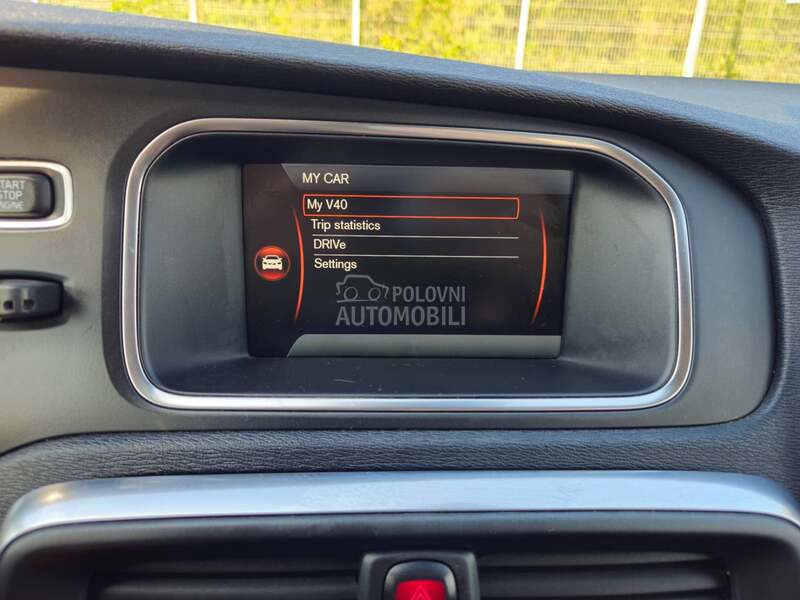 START
STOP
ENGINE
MY CAR
My V40
Trip statistics
DRIVe
Settings
POLOVNI
AUTOMOBILI